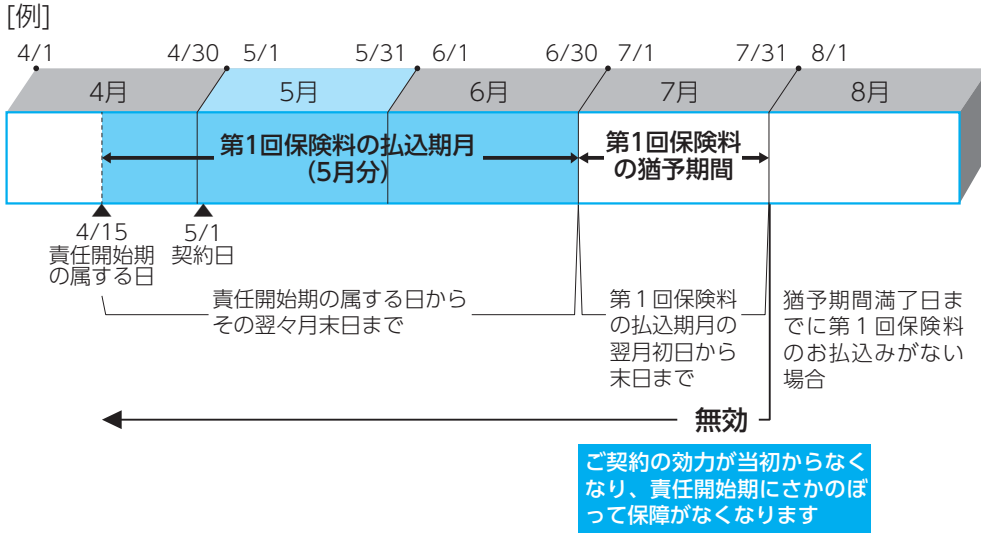 [例]
4/1 4/30 5/1 5/31 6/1 6/30 7/1 7/31 8/1
4月 5月 6月 7月 8月
第1回保険料の払込期月
(5月分)
第1回保険料
の猶予期間
4/15
責任開始期
の属する日
5/1
契約日
責任開始期の属する日から
その翌々月末日まで
第1回保険料
の払込期月の
翌月初日から
末日まで
猶予期間満了日ま
でに第1回保険料
のお払込みがない
場合
無効
ご契約の効力が当初からなく
なり、責任開始期にさかのぼ
って保障がなくなります